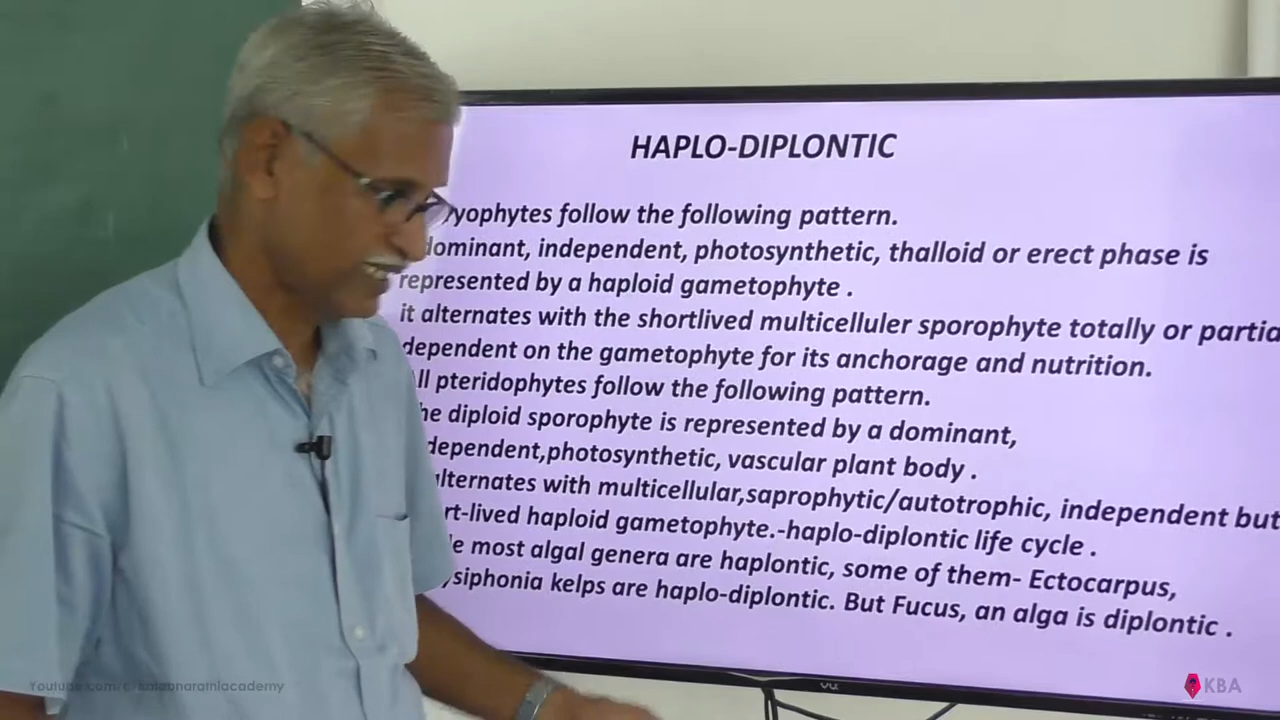 HAPLO-DIPLONTIC
yophytes follow the following pattern.
dominant, independent, photosynthetic, thalloid or erect phase is
represented by a haploid gametophyte .
it alternates with the shortlived multicelluler sporophyte totally or partia
dependent on the gametophyte for its anchorage and nutrition.
ll pteridophytes follow the following pattern.
he diploid sporophyte is represented by a dominant,
dependent,photosynthetic, vascular plant body .
alternates with multicellular,saprophytic/autotrophic, independent but
rt-lived haploid gametophyte.-haplo-diplontic life cycle .
e most algal genera are haplontic, some of them- Ectocarpus,
ysiphonia kelps are haplo-diplontic. But Fucus, an alga is diplontic .
KBA